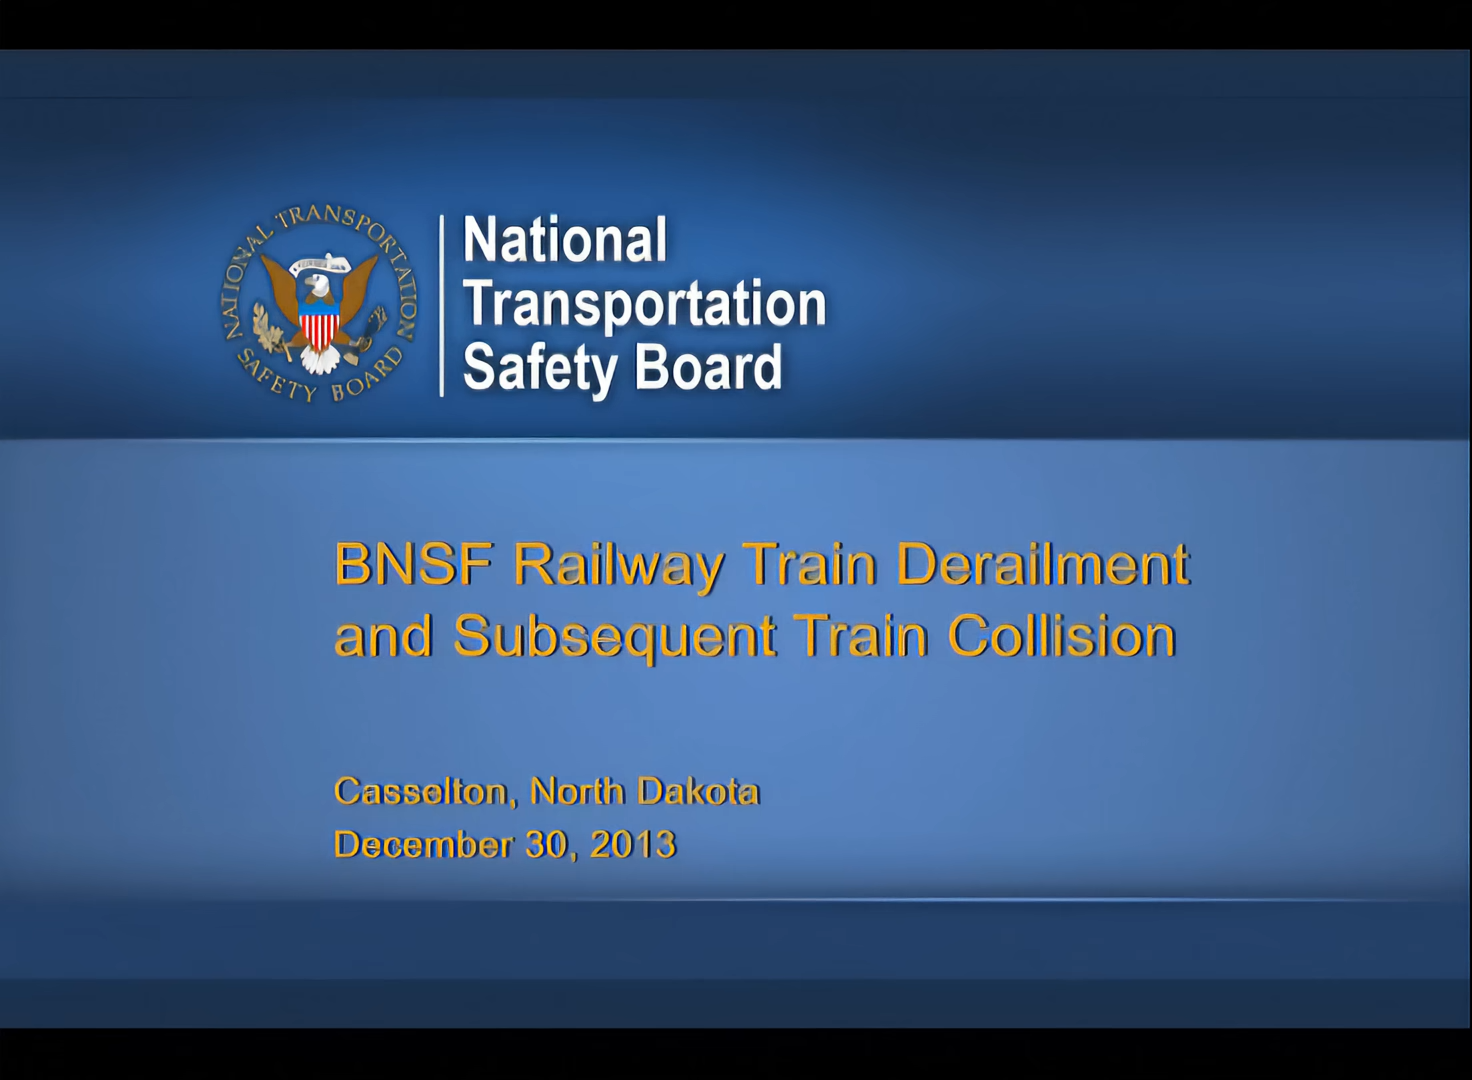 NATIONAL TRANSPORTATION SAFETY BOARD
National
Transportation
Safety Board
BNSF Railway Train Derailment
and Subsequent Train Collision
Casselton, North Dakota
December 30, 2013